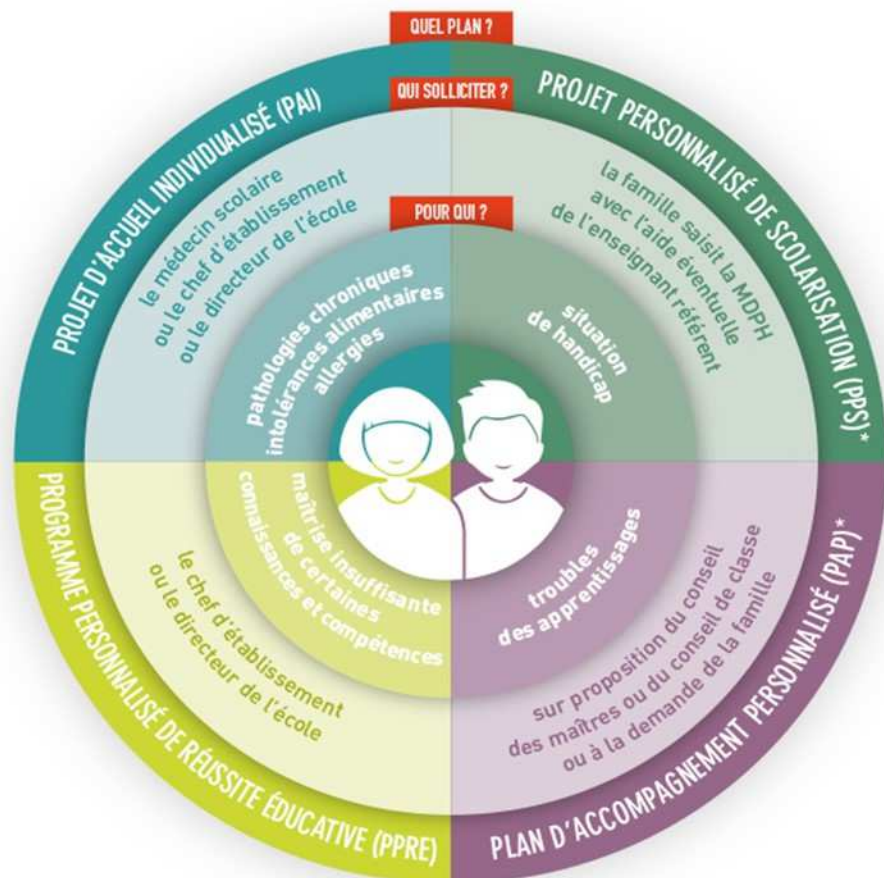 QUEL PLAN ?
QUI SOLLICITER ?
POUR QUI ?
PROJET D'ACCUEIL INDIVIDUALISÉ (PAI)
le médecin scolaire
ou le chef d'établissement
ou le directeur de l'école
pathologies chroniques
intolérances alimentaires
allergies
PROJET PERSONNALISÉ DE SCOLARISATION (PPS)*
la famille saisit la MDPH
avec l'aide éventuelle
de l'enseignant référent
situation
de handicap
PROGRAMME PERSONNALISÉ DE RÉUSSITE ÉDUCATIVE (PPRE)
le chef d'établissement
ou le directeur de l'école
maîtrise insuffisante
de certaines
connaissances et compétences
PLAN D'ACCOMPAGNEMENT PERSONNALISÉ (PAP)*
sur proposition du conseil
des maîtres ou du conseil de classe
ou à la demande de la famille
troubles
des apprentissages